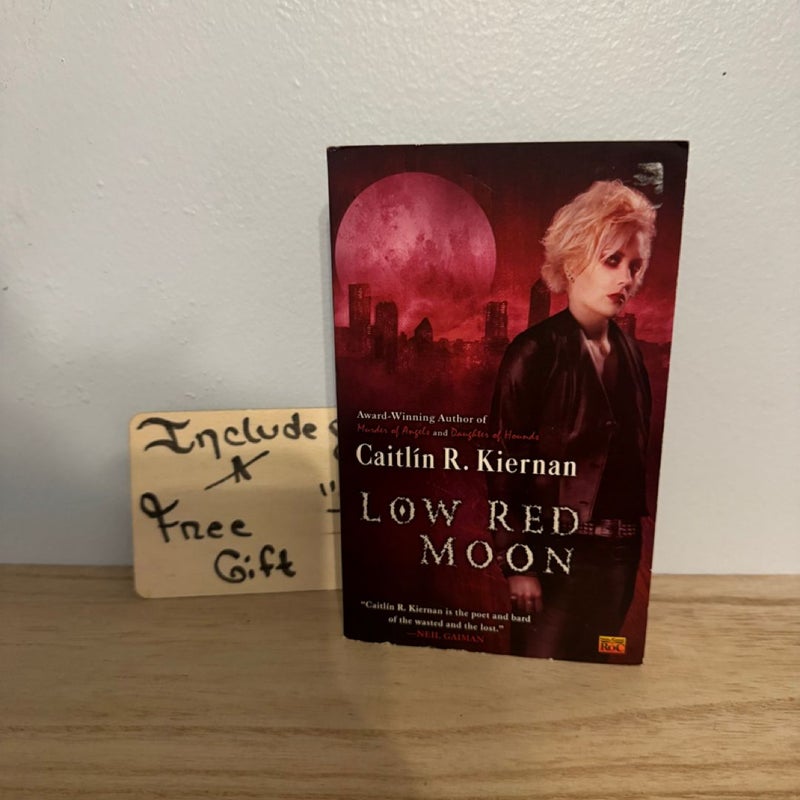 Include
A
Free
Gift
Award-Winning Author of
Murder of Angels and Daughter of Hounds
Caitlín R. Kiernan
LOW RED
MOON
"Caitlín R. Kiernan is the poet and bard
of the wasted and the lost."
—NEIL GAIMAN
ROC